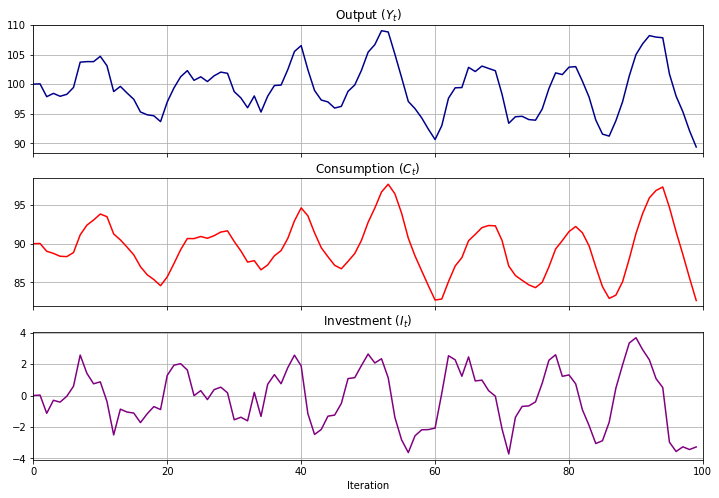 Output (Y_t)
110
105
100
95
90
Consumption (C_t)
95
90
85
Investment (I_t)
4
2
0
−2
−4
0 20 40 60 80 100
Iteration